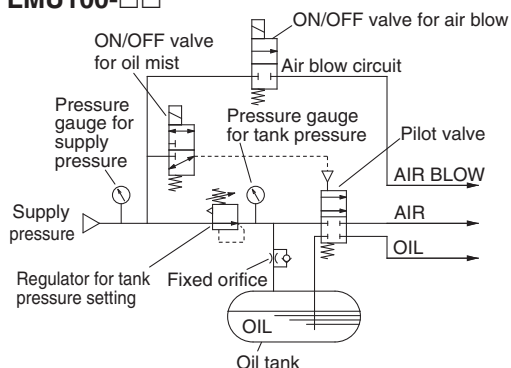 LMU100-□□
ON/OFF valve for air blow
ON/OFF valve
for oil mist
Air blow circuit
Pressure
gauge for
supply
pressure
Pressure gauge
for tank pressure
Pilot valve
AIR BLOW
Supply
pressure
AIR
OIL
Regulator for tank
pressure setting
Fixed orifice
OIL
Oil tank